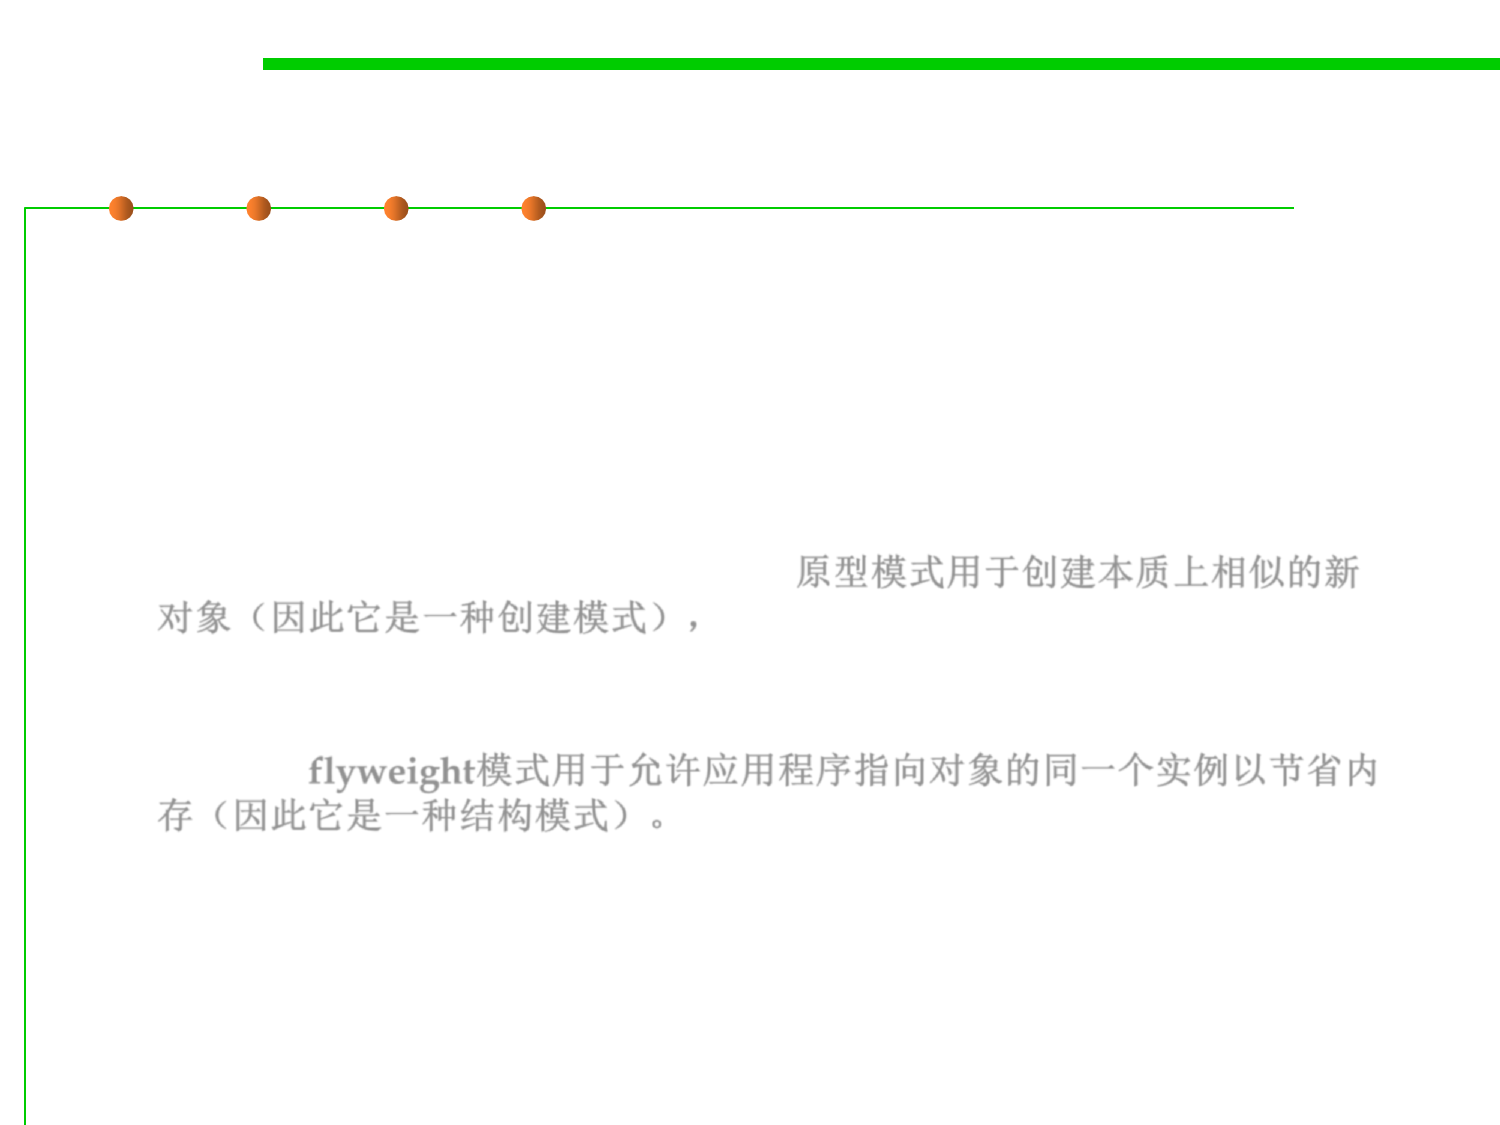 原型模式用于创建本质上相似的新
对象（因此它是一种创建模式），
flyweight模式用于允许应用程序指向对象的同一个实例以节省内
存（因此它是一种结构模式）。